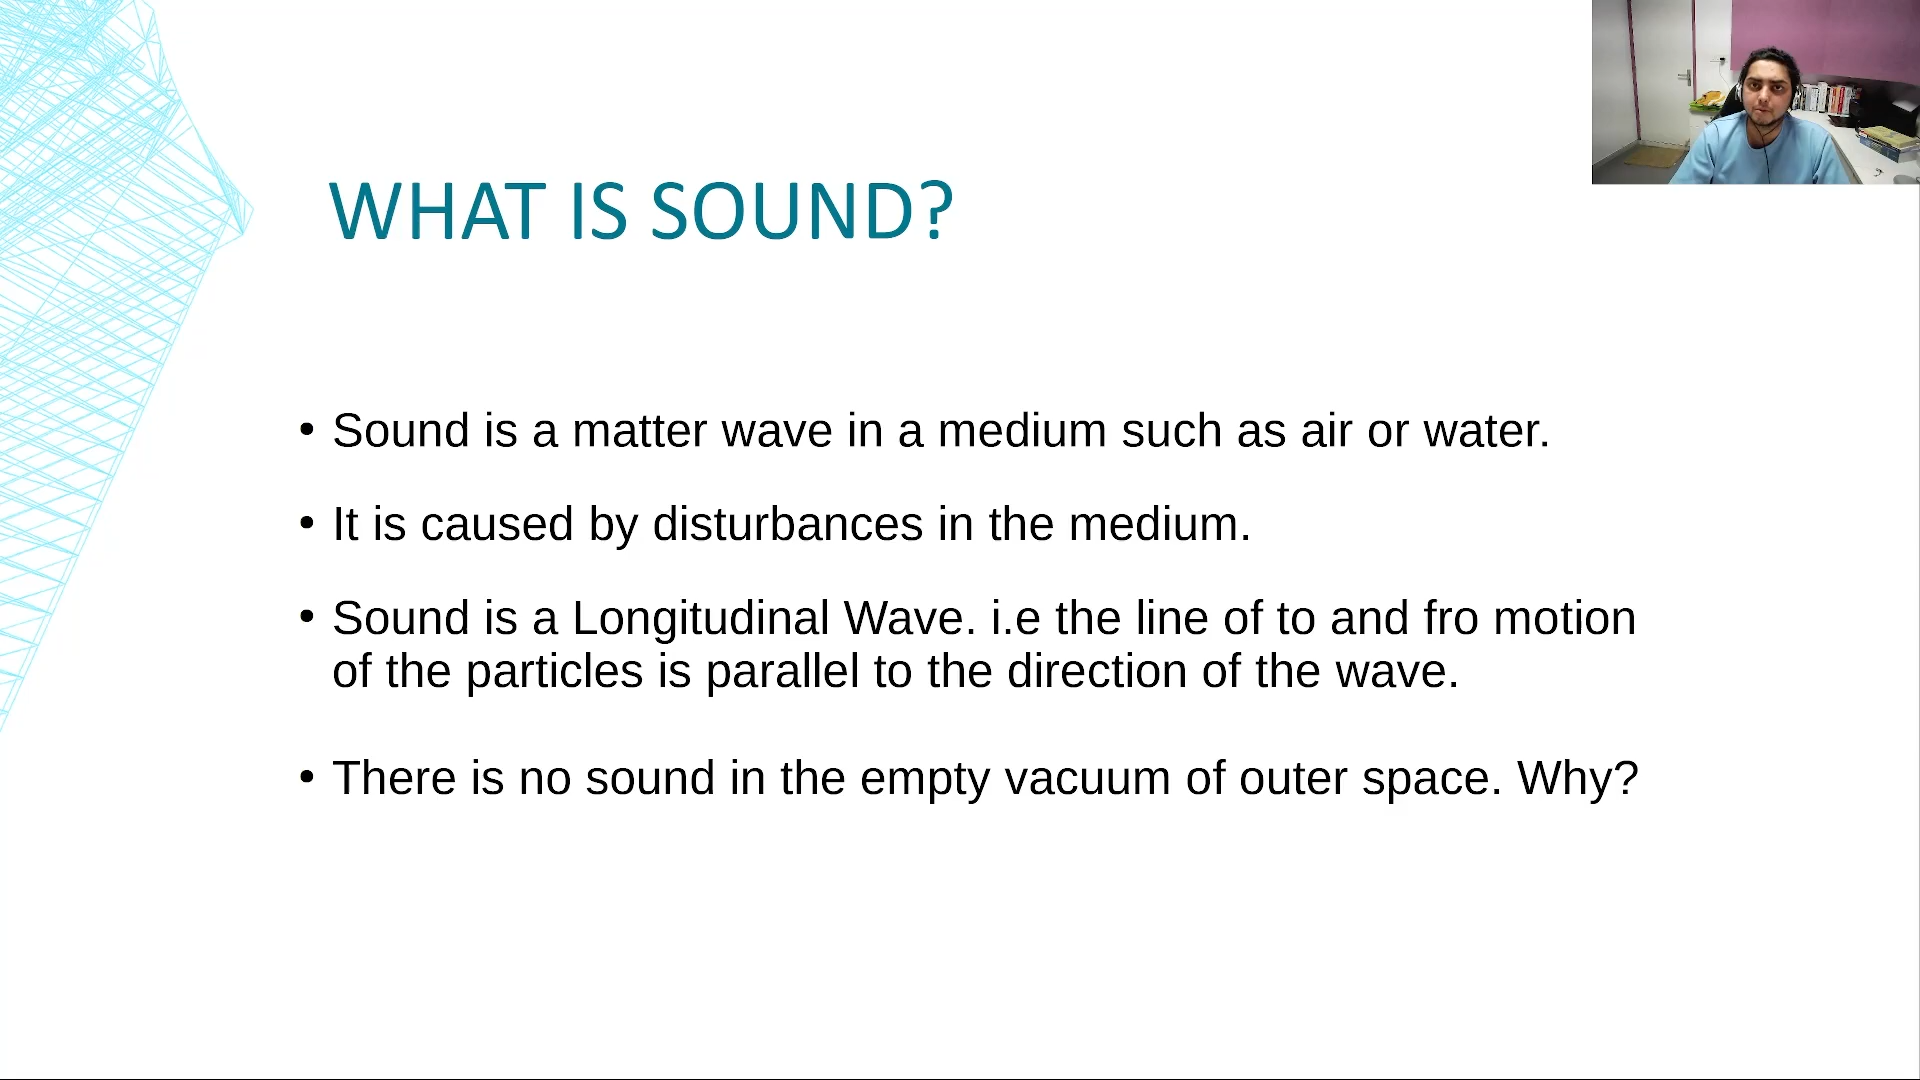 WHAT IS SOUND?
• Sound is a matter wave in a medium such as air or water.
• It is caused by disturbances in the medium.
• Sound is a Longitudinal Wave. i.e the line of to and fro motion
of the particles is parallel to the direction of the wave.
• There is no sound in the empty vacuum of outer space. Why?